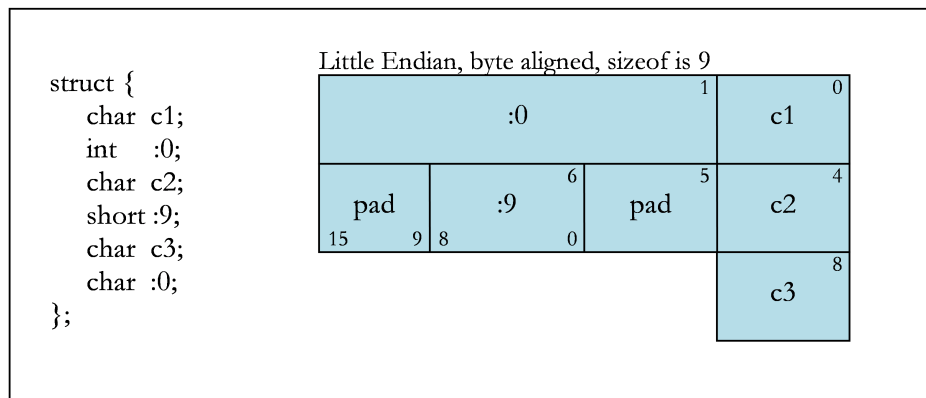 Little Endian, byte aligned, sizeof is 9
struct {
char c1;
int :0;
char c2;
short :9;
char c3;
char :0;
};
1 0
:0 c1
6 5 4
pad :9 pad c2
15 9 8 0
8
c3